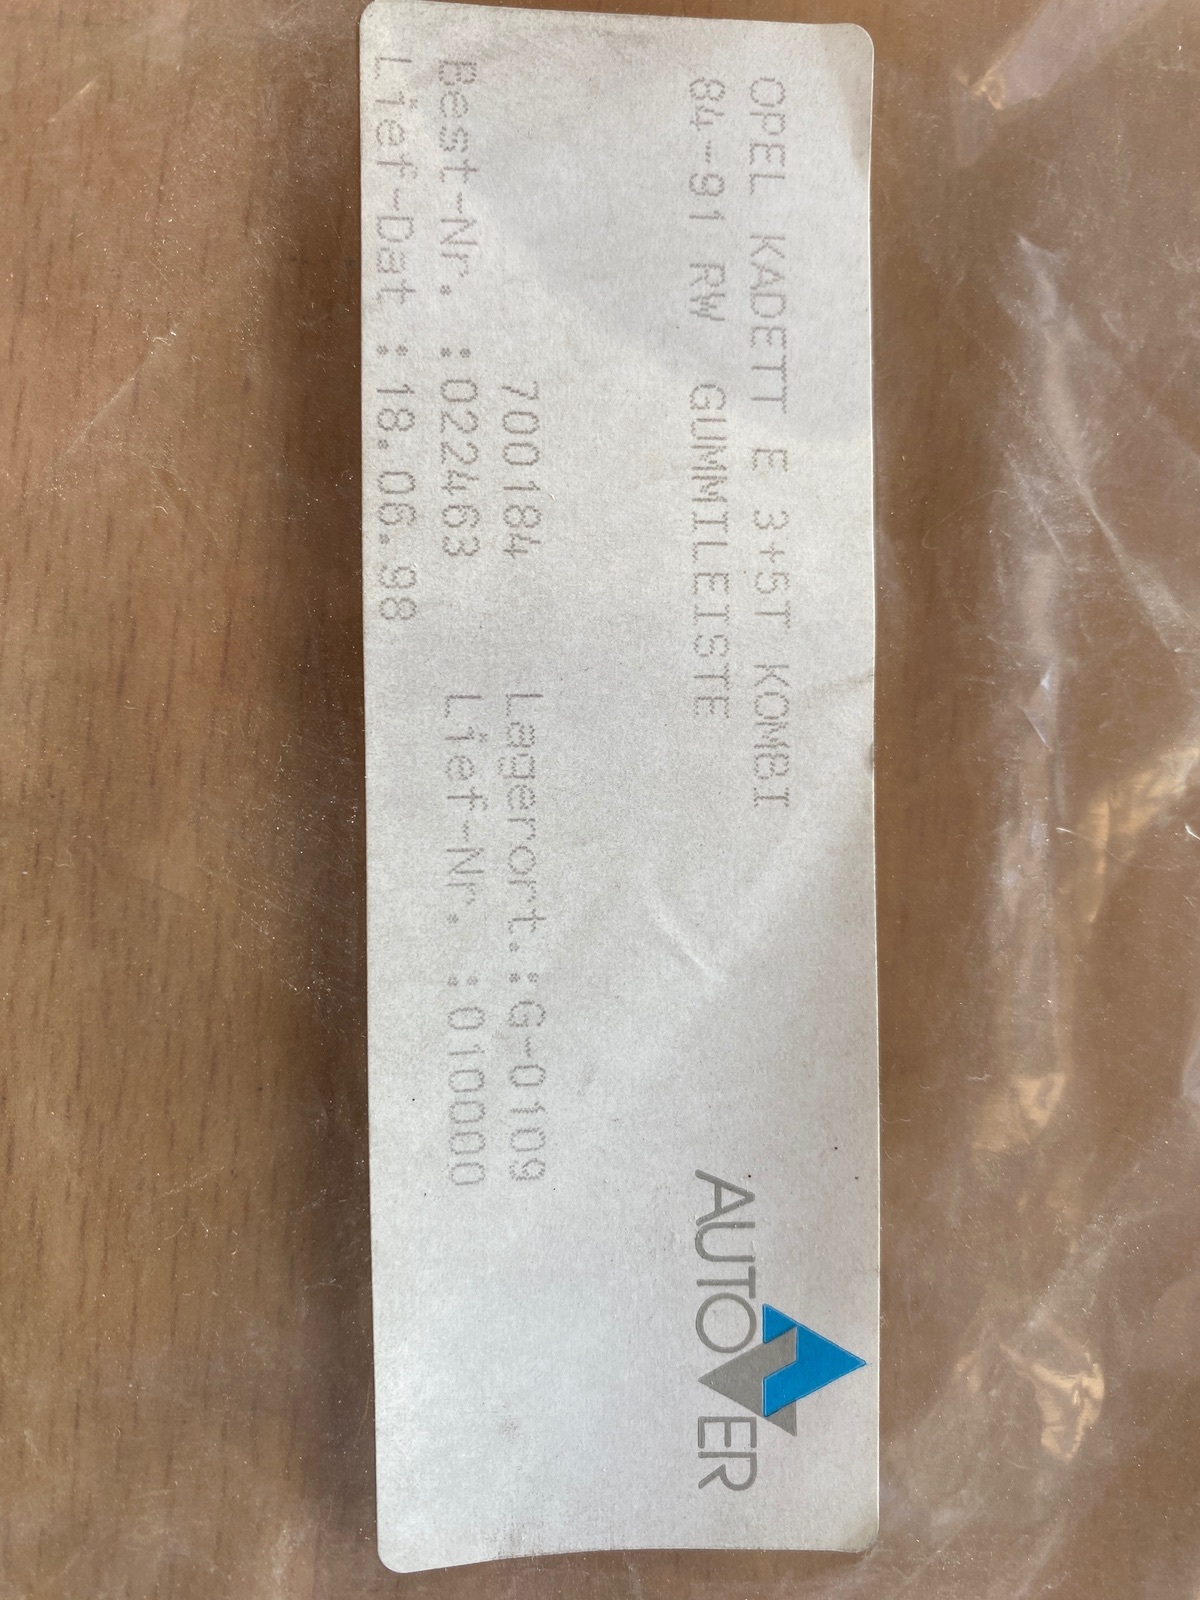 OPEL KADETT E 3+5T KOMBI
84-91 RW GUMMILEISTE
AUTOVER
700184 Lagerort.:G-0109
Best-Nr. :022463 Lief-Nr. :010000
Lief-Dat :18.06.98